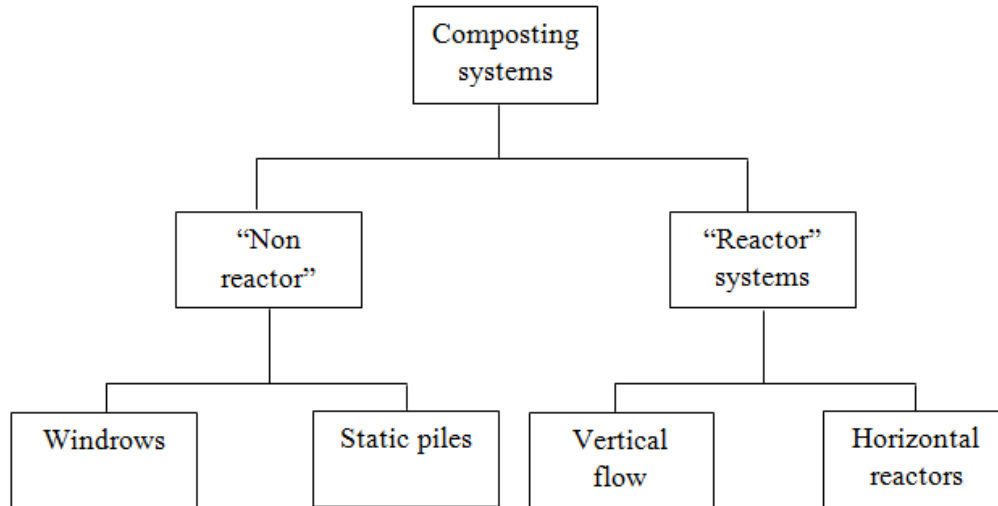 Composting
systems
“Non
reactor”
“Reactor”
systems
Windrows
Static piles
Vertical
flow
Horizontal
reactors